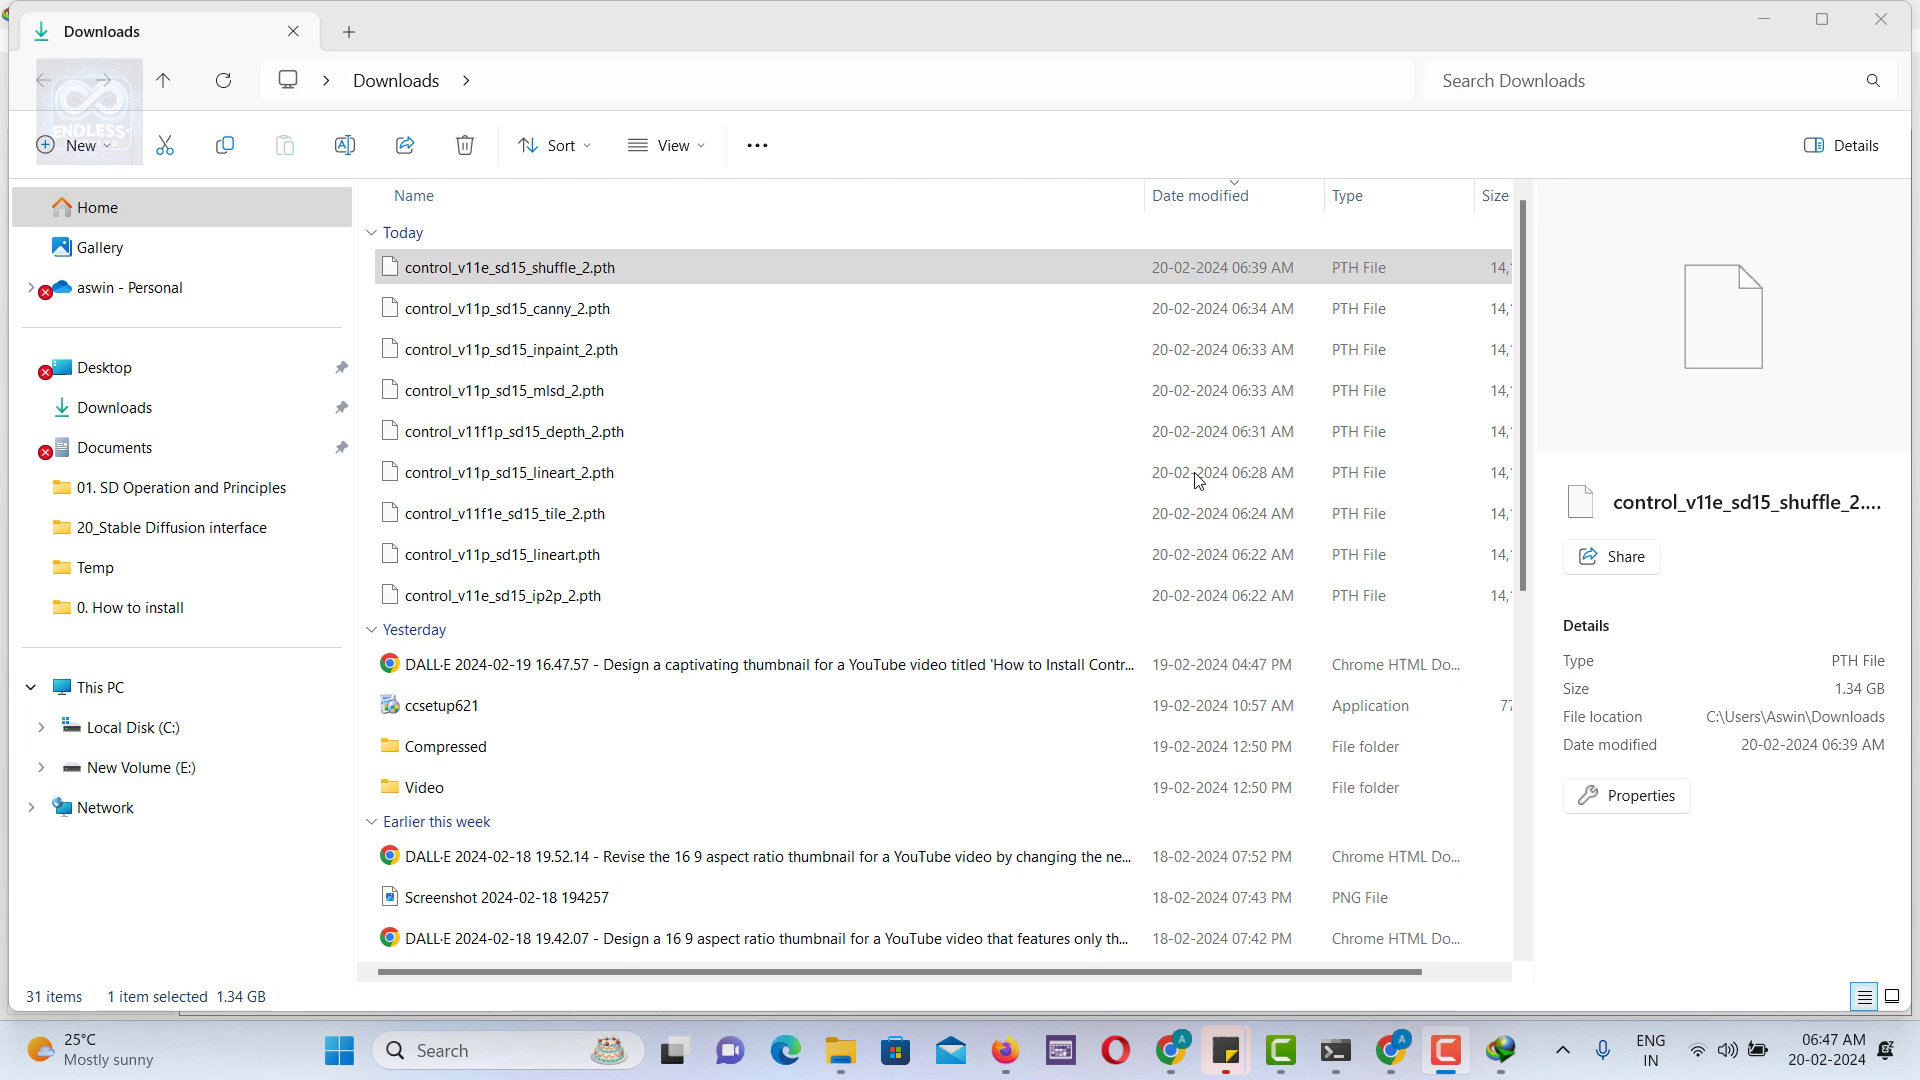 Downloads
Downloads
Search Downloads
ENDLESS
New
Sort
View
Details
Home
Gallery
aswin - Personal
Desktop
Downloads
Documents
01. SD Operation and Principles
20_Stable Diffusion interface
Temp
0. How to install
This PC
Local Disk (C:)
New Volume (E:)
Network
Name Date modified Type Size
Today
control_v11e_sd15_shuffle_2.pth 20-02-2024 06:39 AM PTH File 14,
control_v11p_sd15_canny_2.pth 20-02-2024 06:34 AM PTH File 14,
control_v11p_sd15_inpaint_2.pth 20-02-2024 06:33 AM PTH File 14,
control_v11p_sd15_mlsd_2.pth 20-02-2024 06:33 AM PTH File 14,
control_v11f1p_sd15_depth_2.pth 20-02-2024 06:31 AM PTH File 14,
control_v11p_sd15_lineart_2.pth 20-02-2024 06:28 AM PTH File 14,
control_v11f1e_sd15_tile_2.pth 20-02-2024 06:24 AM PTH File 14,
control_v11p_sd15_lineart.pth 20-02-2024 06:22 AM PTH File 14,
control_v11e_sd15_ip2p_2.pth 20-02-2024 06:22 AM PTH File 14,
Yesterday
DALL·E 2024-02-19 16.47.57 - Design a captivating thumbnail for a YouTube video titled 'How to Install Contr... 19-02-2024 04:47 PM Chrome HTML Do...
ccsetup621 19-02-2024 10:57 AM Application 77
Compressed 19-02-2024 12:50 PM File folder
Video 19-02-2024 12:50 PM File folder
Earlier this week
DALL·E 2024-02-18 19.52.14 - Revise the 16 9 aspect ratio thumbnail for a YouTube video by changing the ne... 18-02-2024 07:52 PM Chrome HTML Do...
Screenshot 2024-02-18 194257 18-02-2024 07:43 PM PNG File
DALL·E 2024-02-18 19.42.07 - Design a 16 9 aspect ratio thumbnail for a YouTube video that features only th... 18-02-2024 07:42 PM Chrome HTML Do...
control_v11e_sd15_shuffle_2....
Share
Details
Type PTH File
Size 1.34 GB
File location C:\Users\Aswin\Downloads
Date modified 20-02-2024 06:39 AM
Properties
31 items 1 item selected 1.34 GB
25°C
Mostly sunny
Search
ENG
IN
06:47 AM
20-02-2024